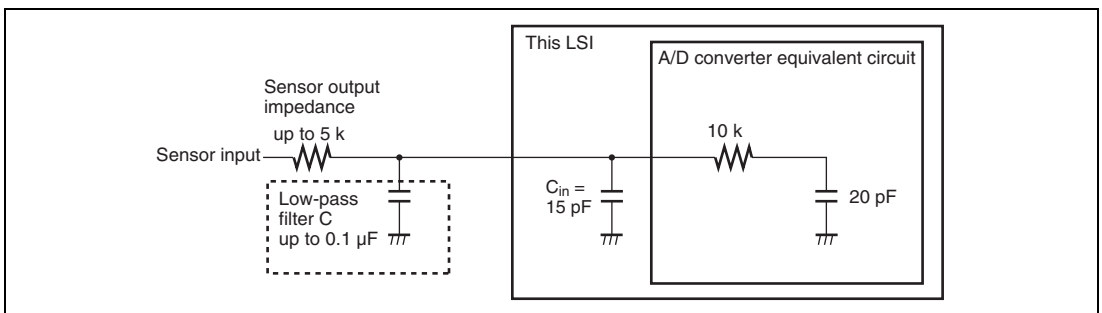 This LSI
A/D converter equivalent circuit
Sensor output
impedance
up to 5 k
Sensor input
10 k
Low-pass
filter C
up to 0.1 µF
Cin =
15 pF
20 pF